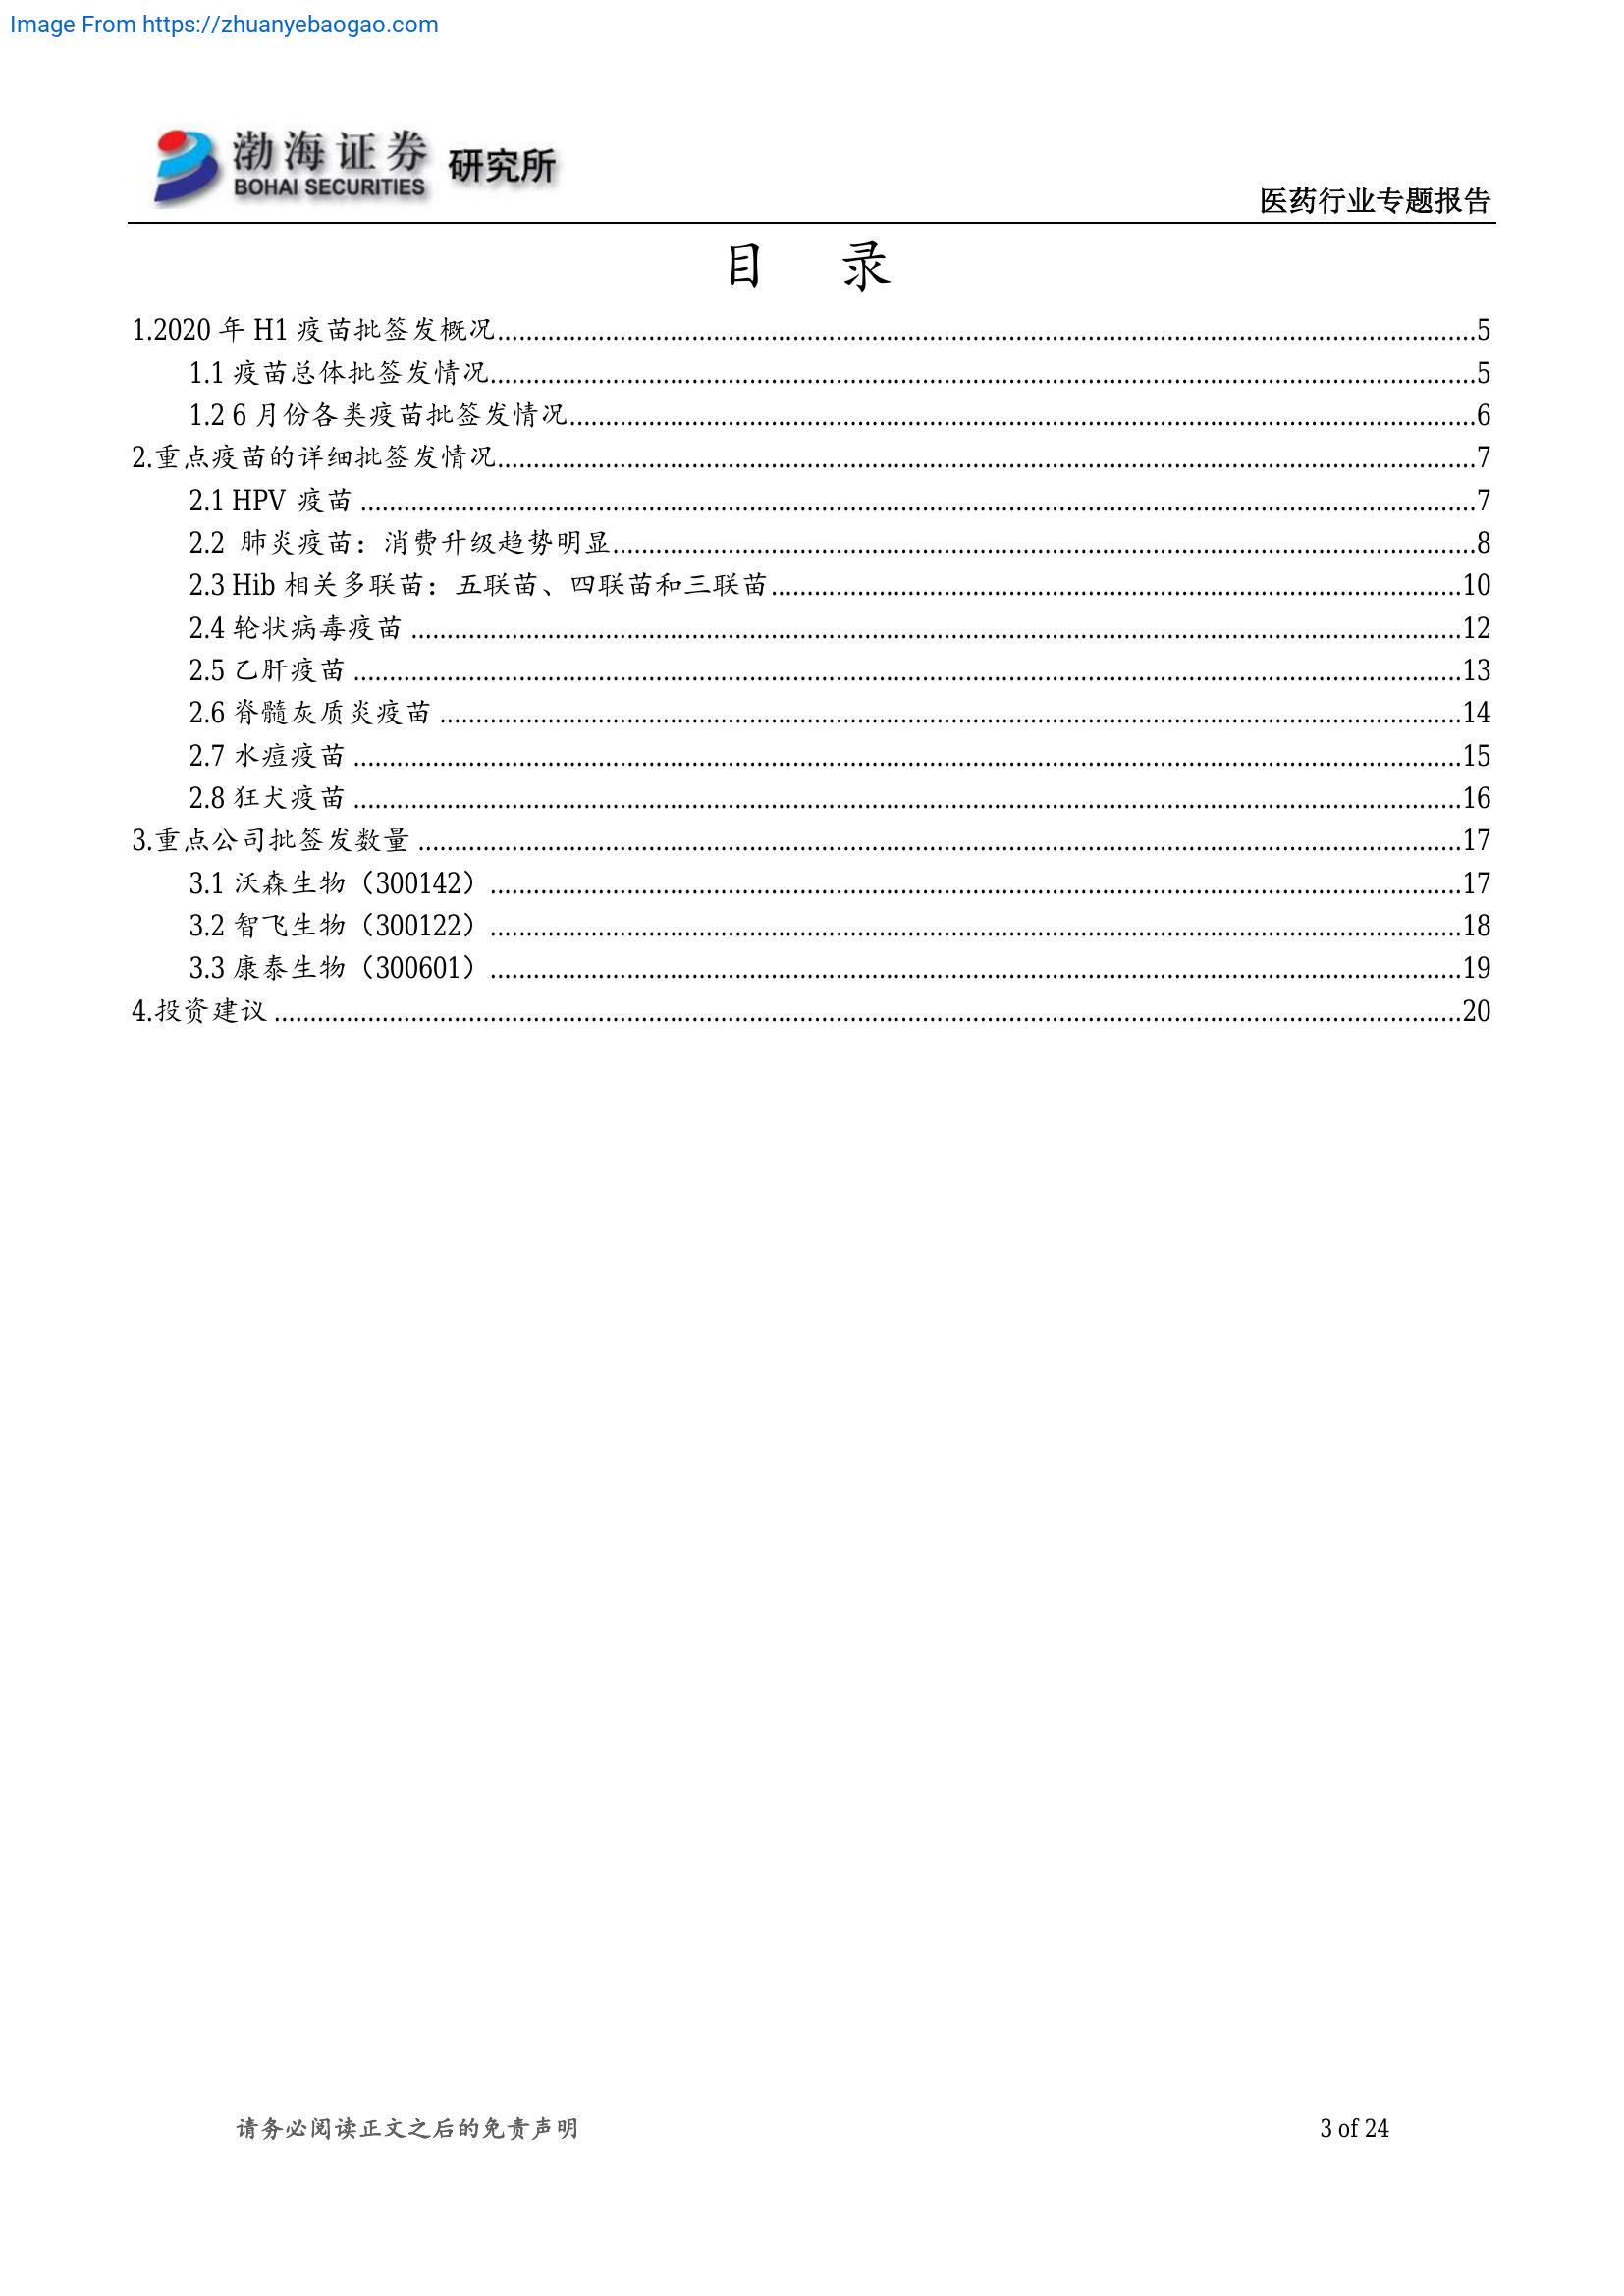 Image From https://zhuanyebaogao.com
渤海证券 研究所
BOHAI SECURITIES
医药行业专题报告
目 录
1.2020 年 H1 疫苗批签发概况..........5
1.1 疫苗总体批签发情况..........5
1.2 6 月份各类疫苗批签发情况..........6
2.重点疫苗的详细批签发情况..........7
2.1 HPV 疫苗..........7
2.2 肺炎疫苗：消费升级趋势明显..........8
2.3 Hib 相关多联苗：五联苗、四联苗和三联苗..........10
2.4 轮状病毒疫苗..........12
2.5 乙肝疫苗..........13
2.6 脊髓灰质炎疫苗..........14
2.7 水痘疫苗..........15
2.8 狂犬疫苗..........16
3.重点公司批签发数量..........17
3.1 沃森生物（300142）..........17
3.2 智飞生物（300122）..........18
3.3 康泰生物（300601）..........19
4.投资建议..........20
请务必阅读正文之后的免责声明
3 of 24